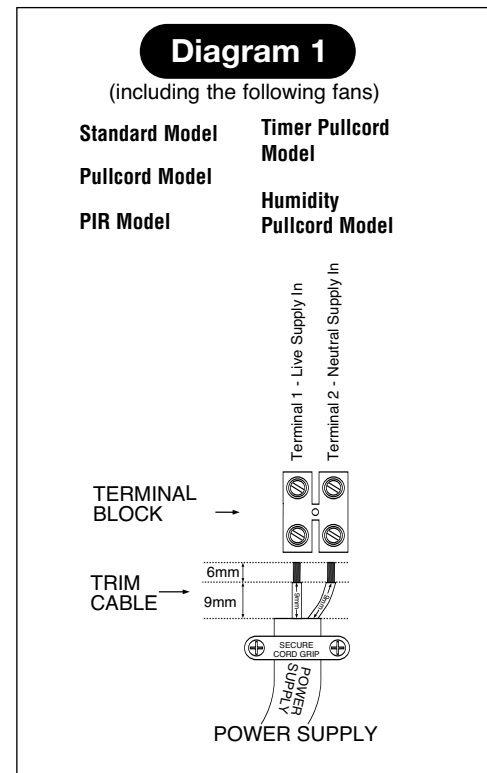 Diagram 1
(including the following fans)
Standard Model
Pullcord Model
PIR Model
Timer Pullcord
Model
Humidity
Pullcord Model
Terminal 1 - Live Supply In
Terminal 2 - Neutral Supply In
TERMINAL
BLOCK
6mm
TRIM
CABLE
9mm
9mm
9mm
SECURE
CORD GRIP
POWER
SUPPLY
POWER SUPPLY